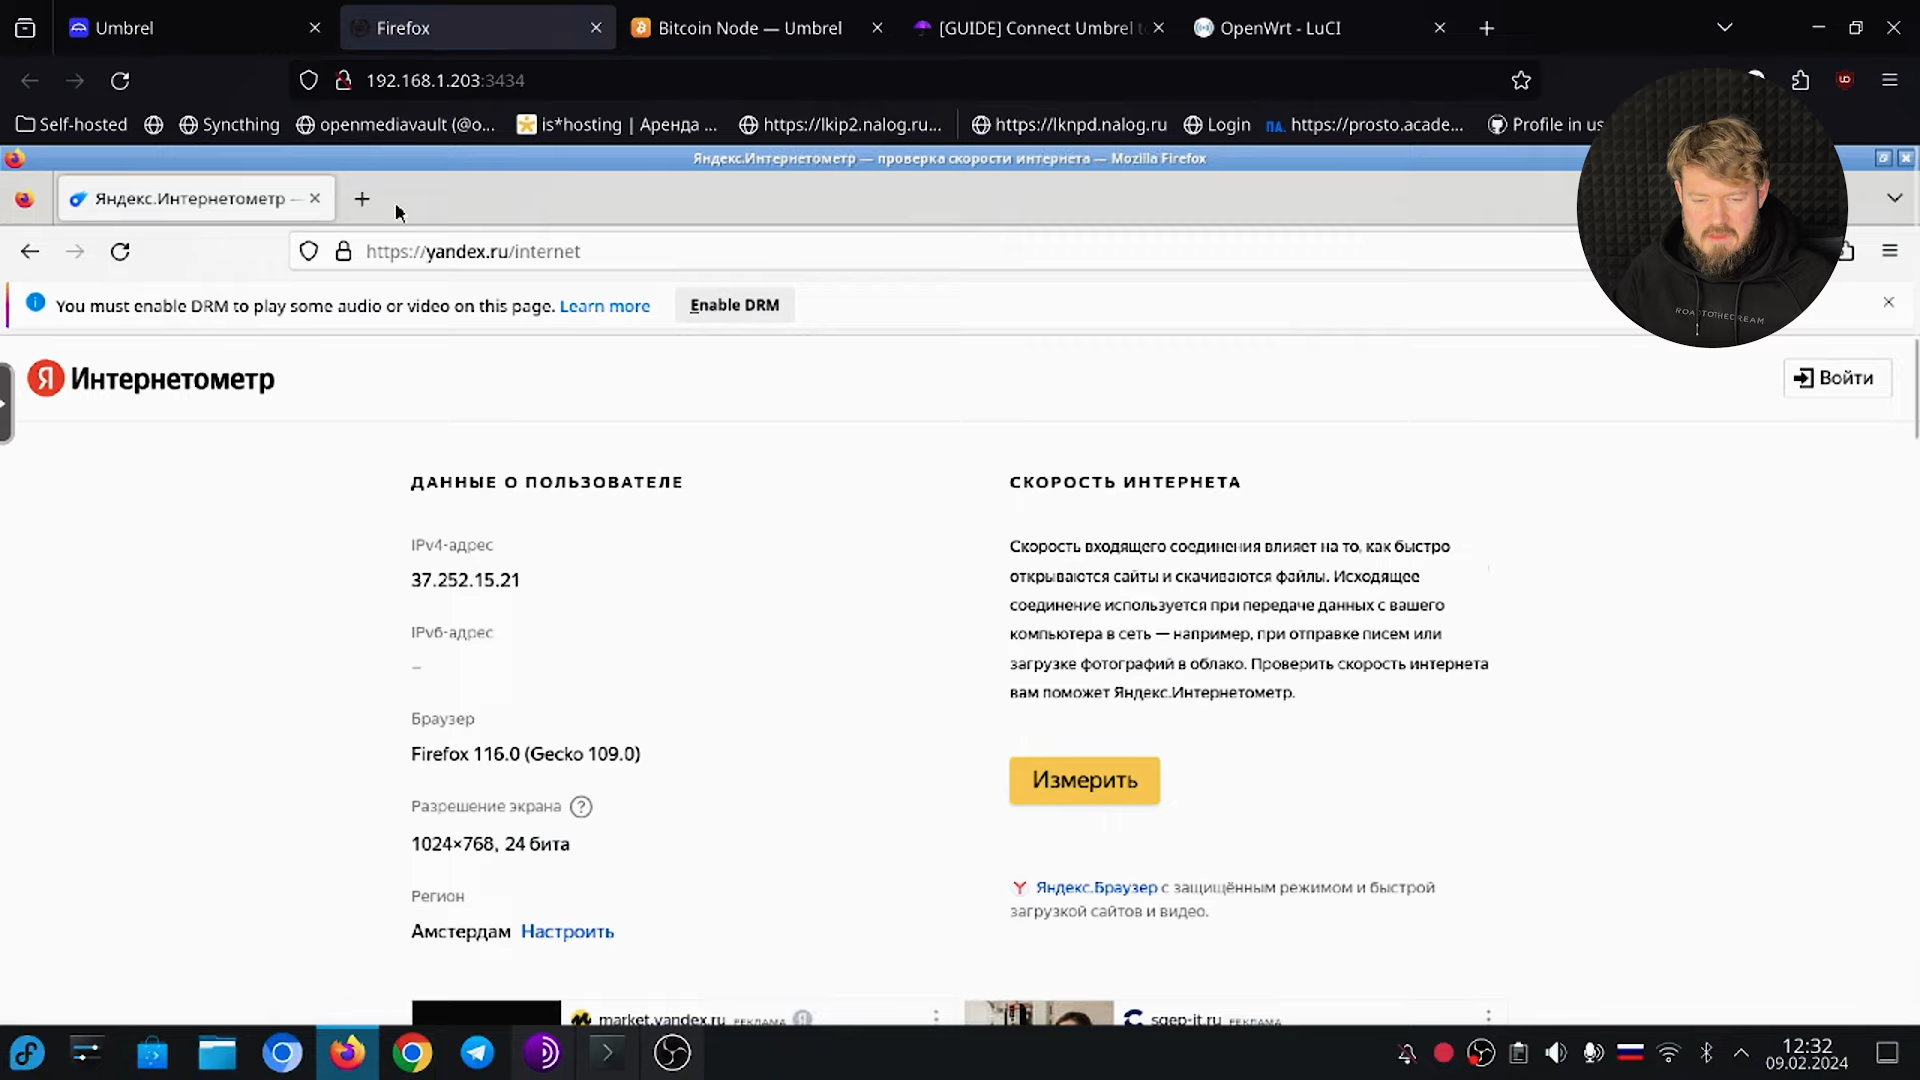 Umbrel
Firefox
Bitcoin Node — Umbrel
[GUIDE] Connect Umbrel t
OpenWrt - LuCI
192.168.1.203:3434
Self-hosted
Syncthing
openmediavault (@o...
is*hosting | Аренда ...
https://lkip2.nalog.ru...
https://lknpd.nalog.ru
Login
ПА.
https://prosto.acade...
Profile in us
Яндекс.Интернетометр — проверка скорости интернета — Mozilla Firefox
Яндекс.Интернетометр —
https://yandex.ru/internet
You must enable DRM to play some audio or video on this page. Learn more
Enable DRM
ROADTOTHEDREAM
Я Интернетометр
Войти
ДАННЫЕ О ПОЛЬЗОВАТЕЛЕ
IPv4-адрес
37.252.15.21
IPv6-адрес
–
Браузер
Firefox 116.0 (Gecko 109.0)
Разрешение экрана ?
1024×768, 24 бита
Регион
Амстердам Настроить
СКОРОСТЬ ИНТЕРНЕТА
Скорость входящего соединения влияет на то, как быстро
открываются сайты и скачиваются файлы. Исходящее
соединение используется при передаче данных с вашего
компьютера в сеть — например, при отправке писем или
загрузке фотографий в облако. Проверить скорость интернета
вам поможет Яндекс.Интернетометр.
Измерить
Яндекс.Браузер с защищённым режимом и быстрой
загрузкой сайтов и видео.
market.yandex.ru РЕКЛАМА
sgep-it.ru РЕКЛАМА
12:32
09.02.2024